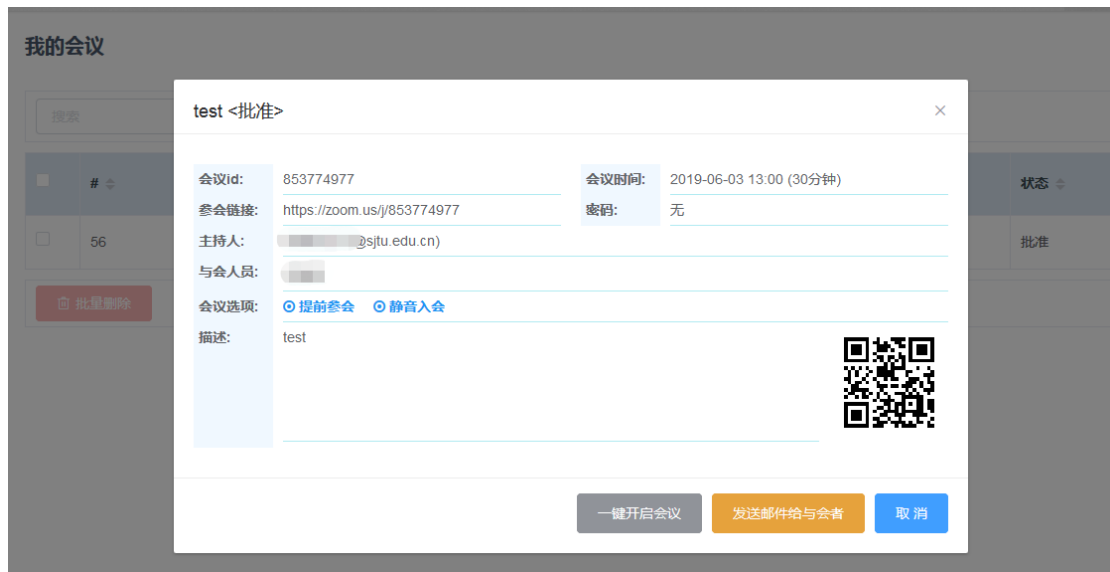 我的会议
搜索
test <批准>
×
#
状态
56
批准
批量删除
会议id:
853774977
会议时间:
2019-06-03 13:00 (30分钟)
参会链接:
https://zoom.us/j/853774977
密码:
无
主持人:
@sjtu.edu.cn)
与会人员:
会议选项:
提前参会
静音入会
描述:
test
一键开启会议
发送邮件给与会者
取消